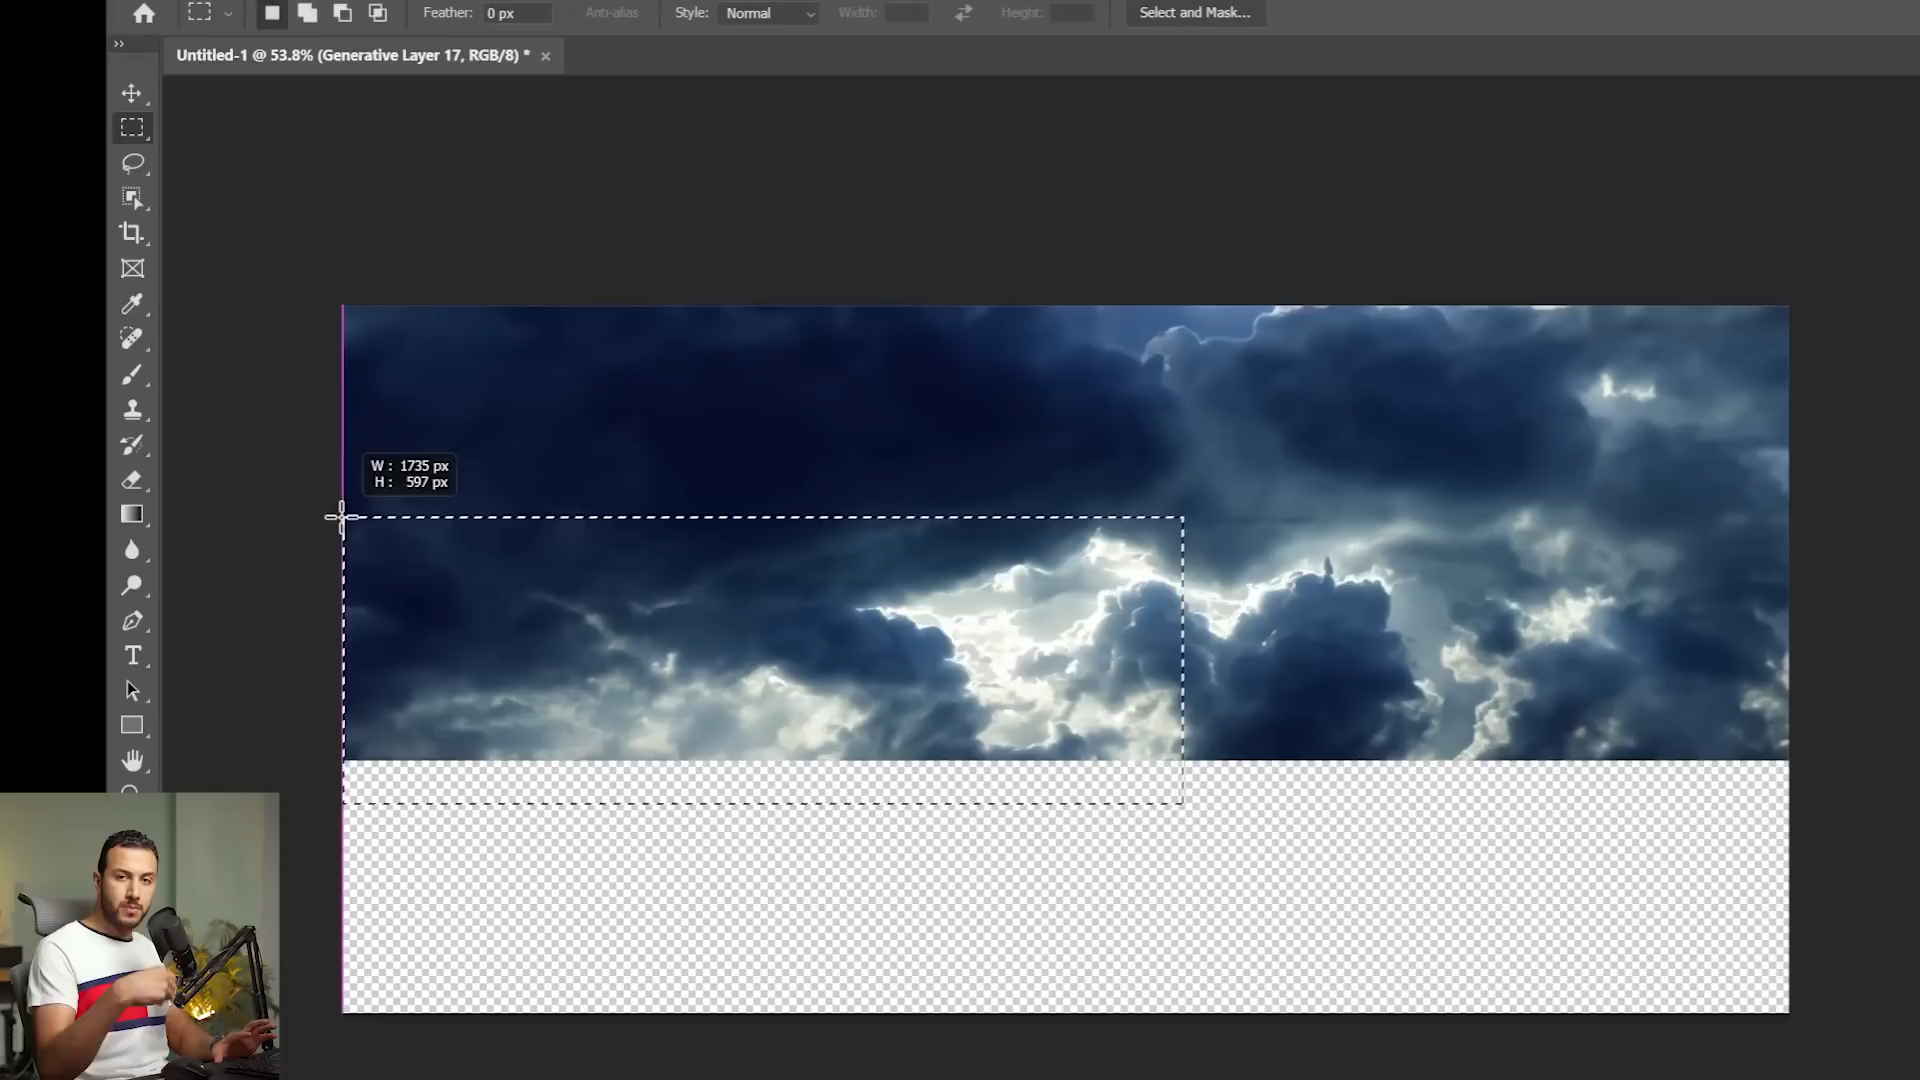 Feather: 0 px Anti-alias Style: Normal Width: Height: Select and Mask...
Untitled-1 @ 53.8% (Generative Layer 17, RGB/8) * ×
W : 1735 px
H : 597 px